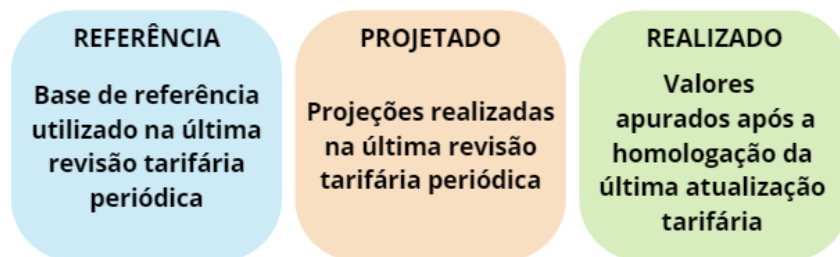 REFERÊNCIA
Base de referência
utilizado na última
revisão tarifária
periódica
PROJETADO
Projeções realizadas
na última revisão
tarifária periódica
REALIZADO
Valores
apurados após a
homologação da
última atualização
tarifária